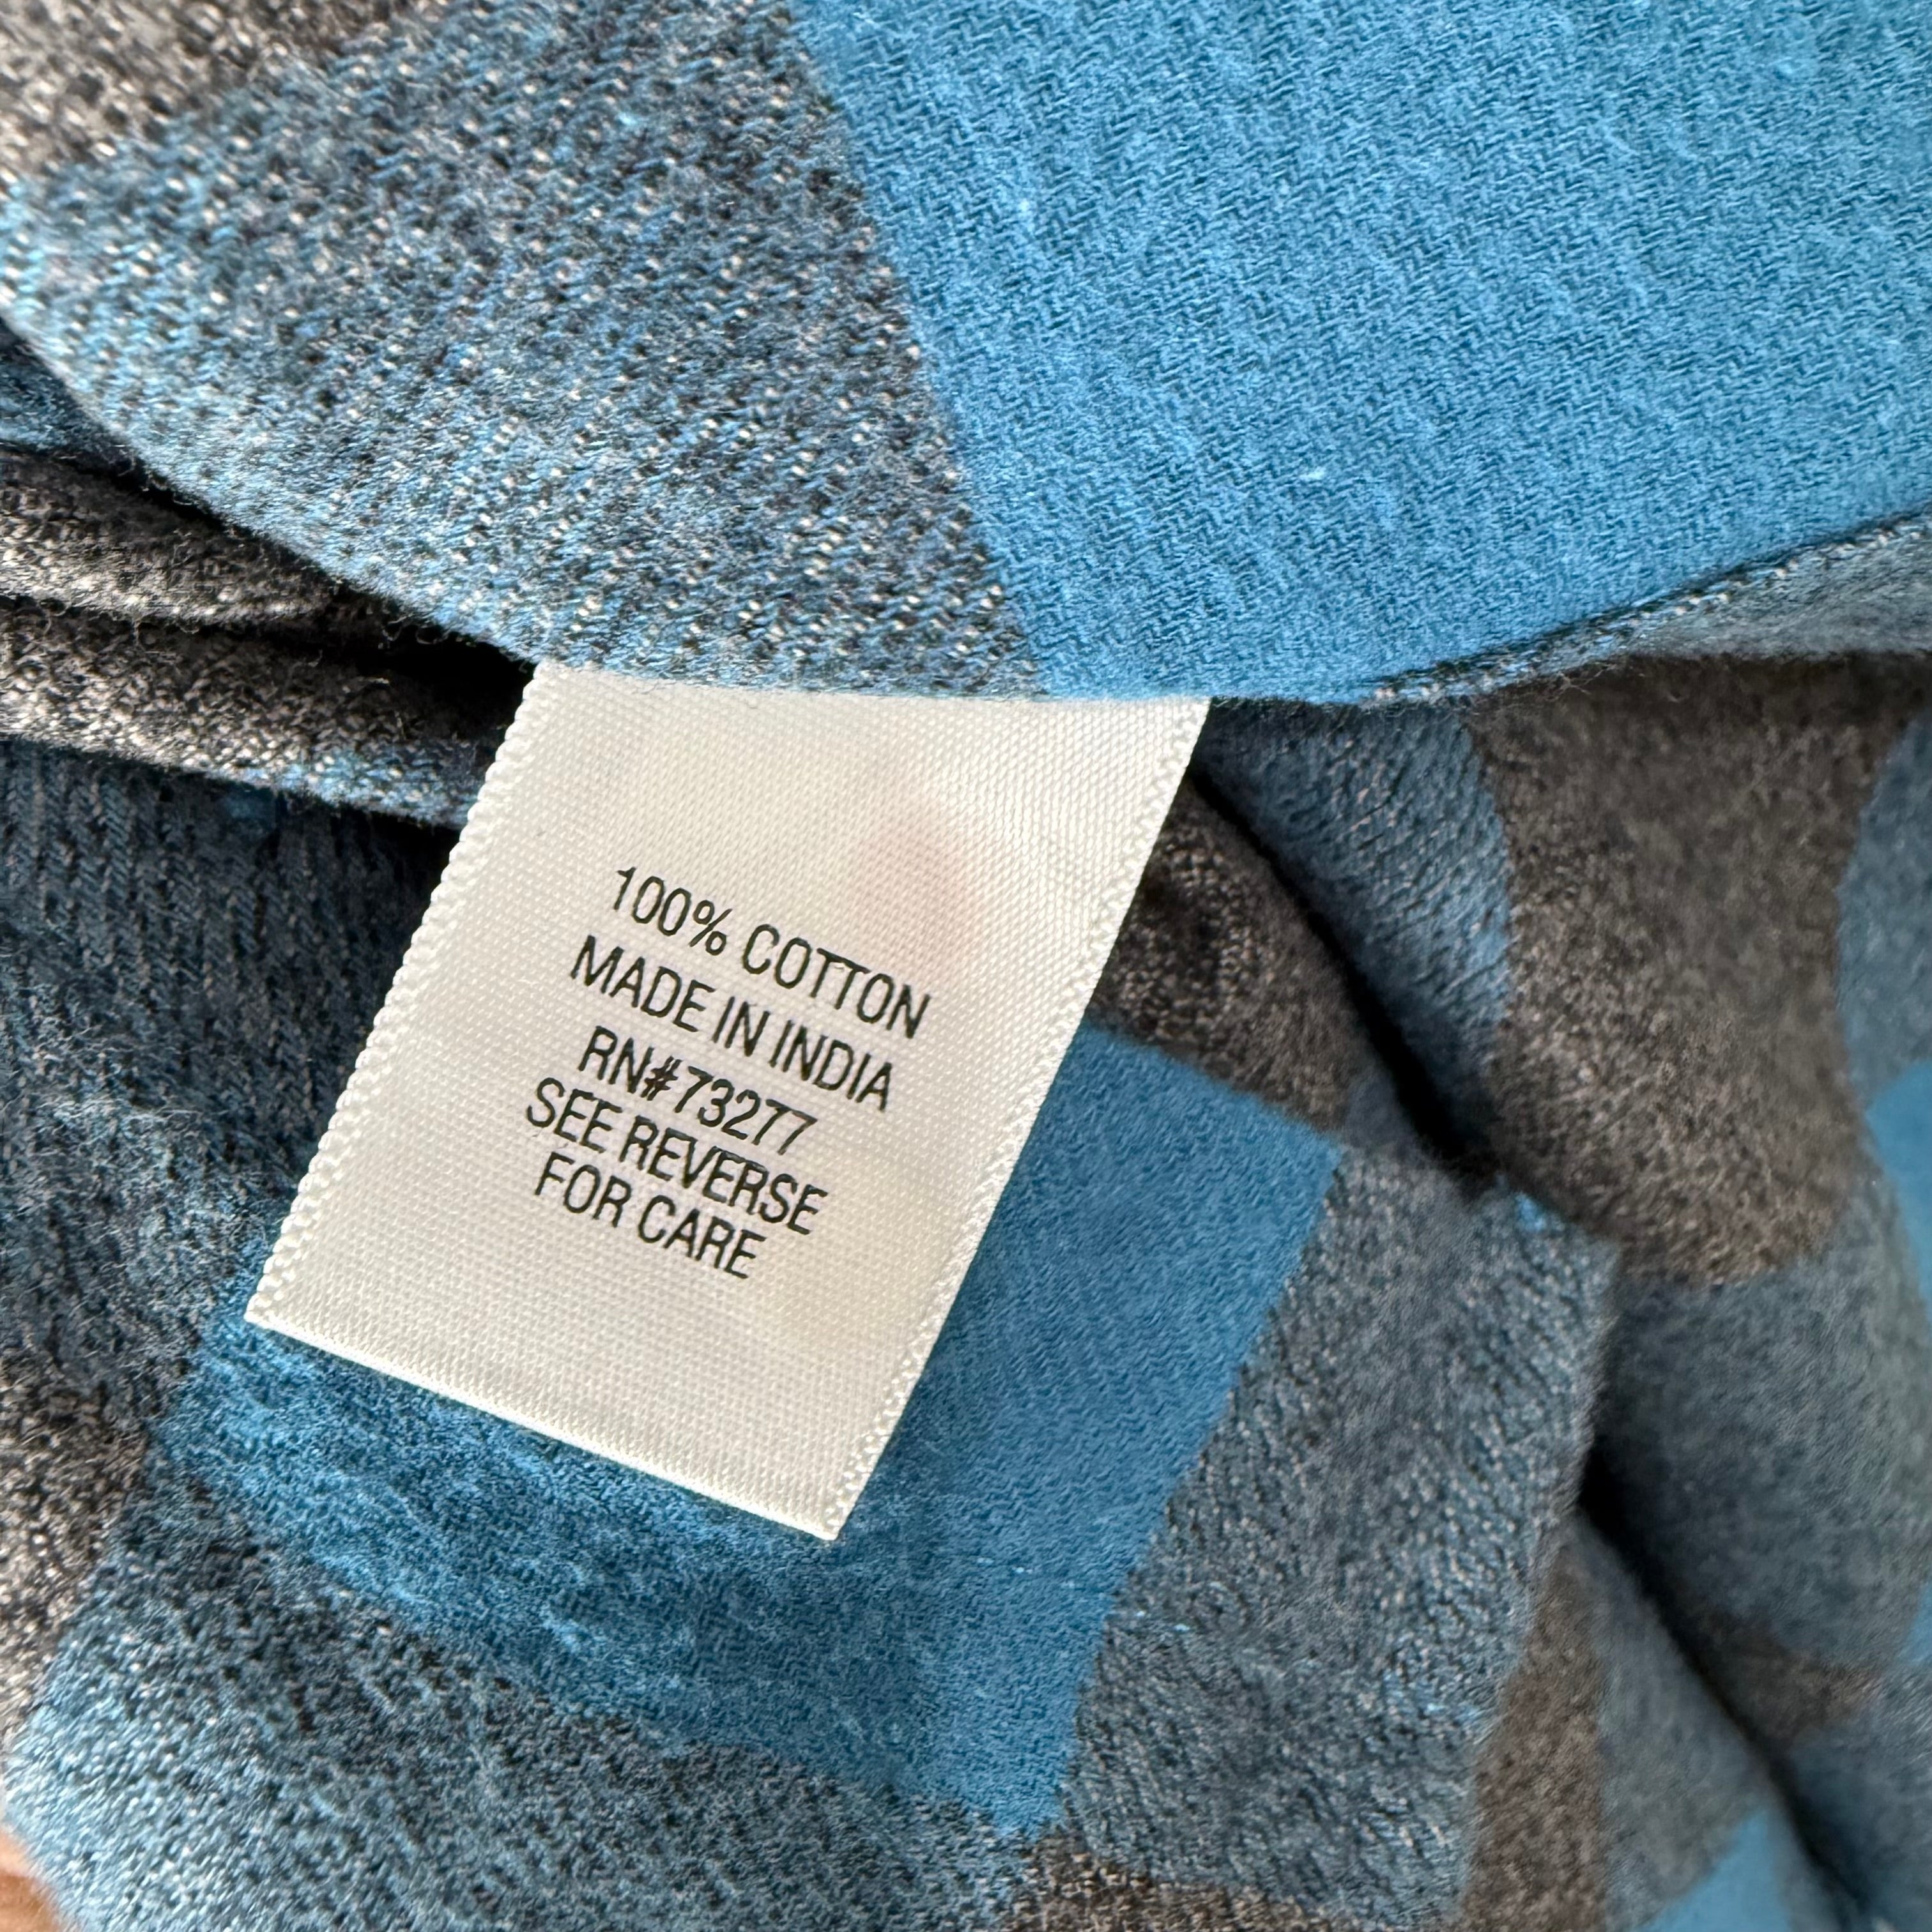 100% COTTON
MADE IN INDIA
RN#73277
SEE REVERSE
FOR CARE